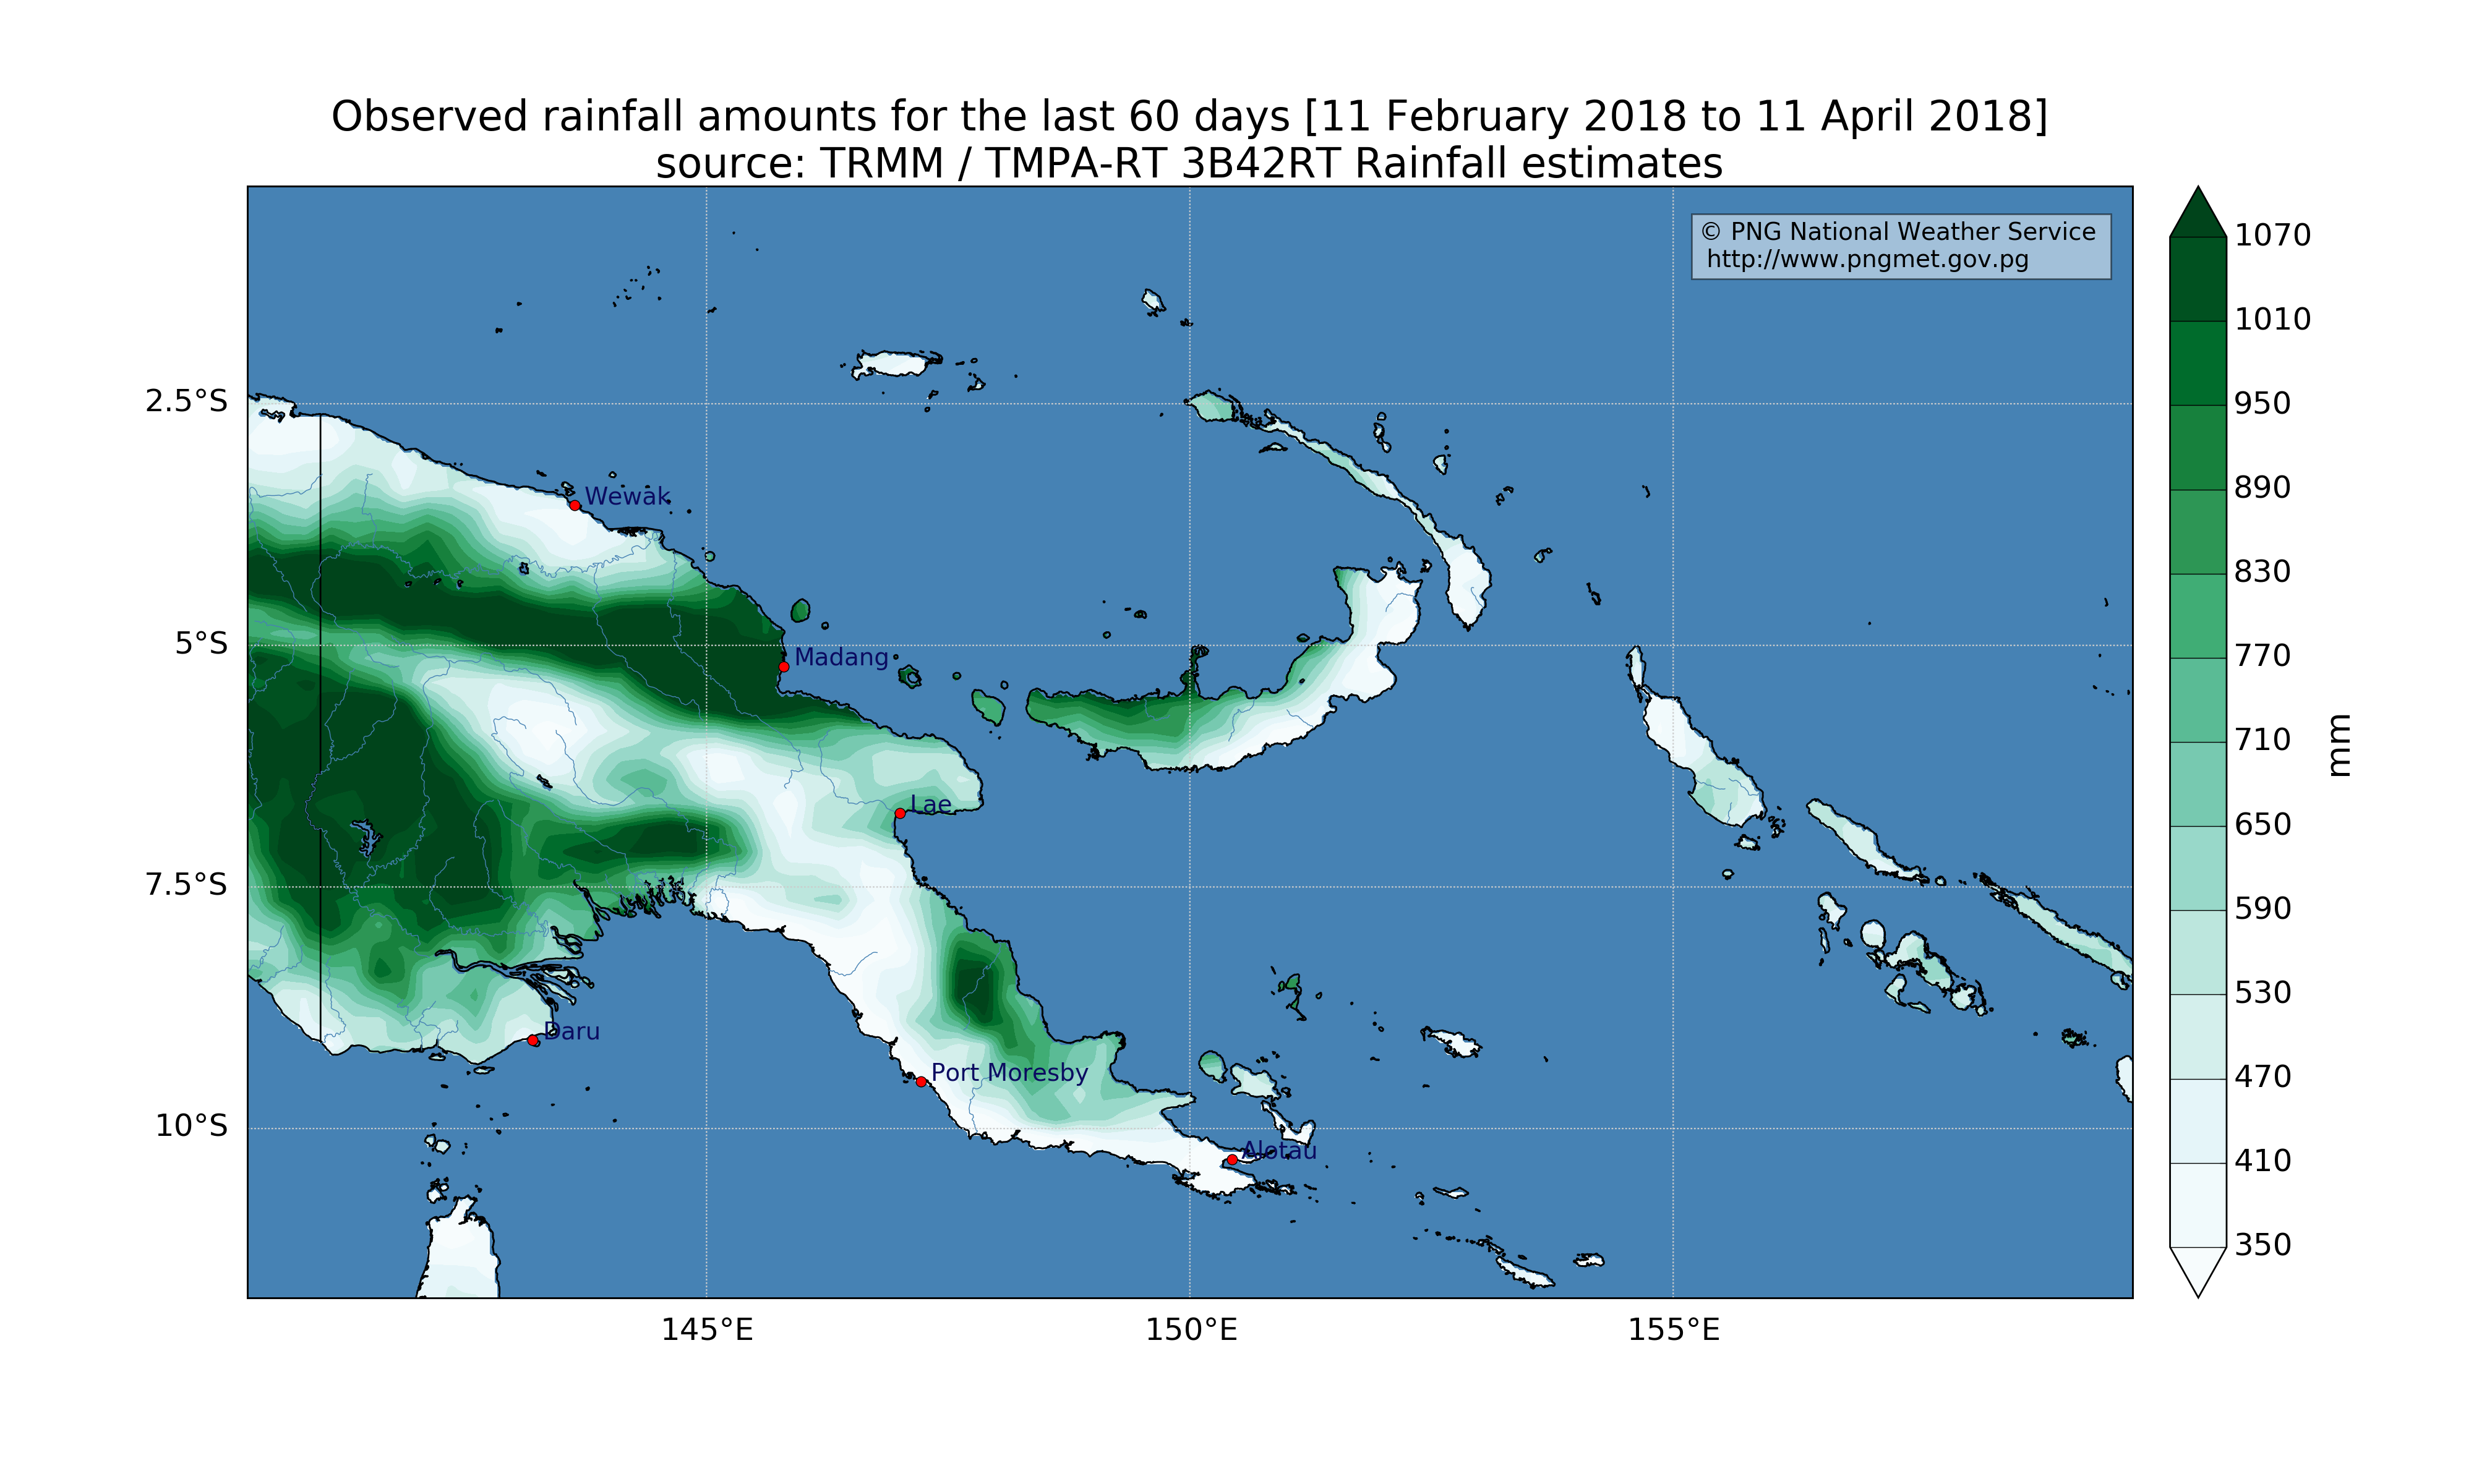 Observed rainfall amounts for the last 60 days [11 February 2018 to 11 April 2018]
source: TRMM / TMPA-RT 3B42RT Rainfall estimates
© PNG National Weather Service
http://www.pngmet.gov.pg
1070
1010
950
890
830
770
710
650
590
530
470
410
350
mm
2.5°S
5°S
7.5°S
10°S
Wewak
Madang
Lae
Daru
Port Moresby
Alotau
145°E
150°E
155°E